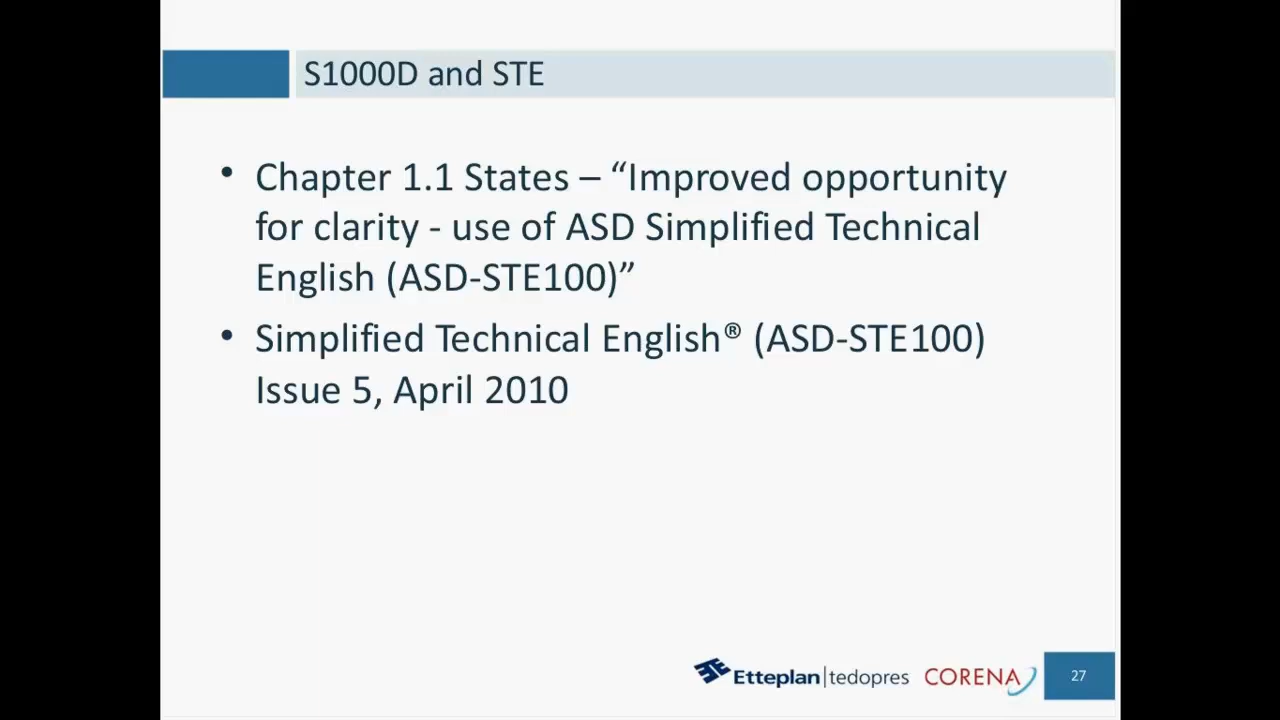 S1000D and STE
• Chapter 1.1 States – “Improved opportunity
for clarity - use of ASD Simplified Technical
English (ASD-STE100)”
• Simplified Technical English® (ASD-STE100)
Issue 5, April 2010
Etteplan|tedopres CORENA 27